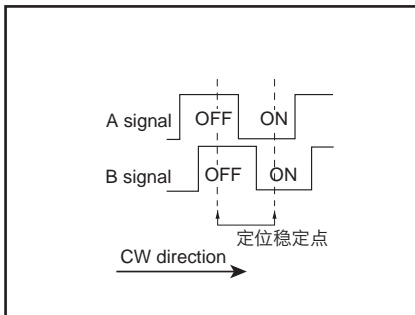 A signal OFF ON
B signal OFF ON
定位稳定点
CW direction